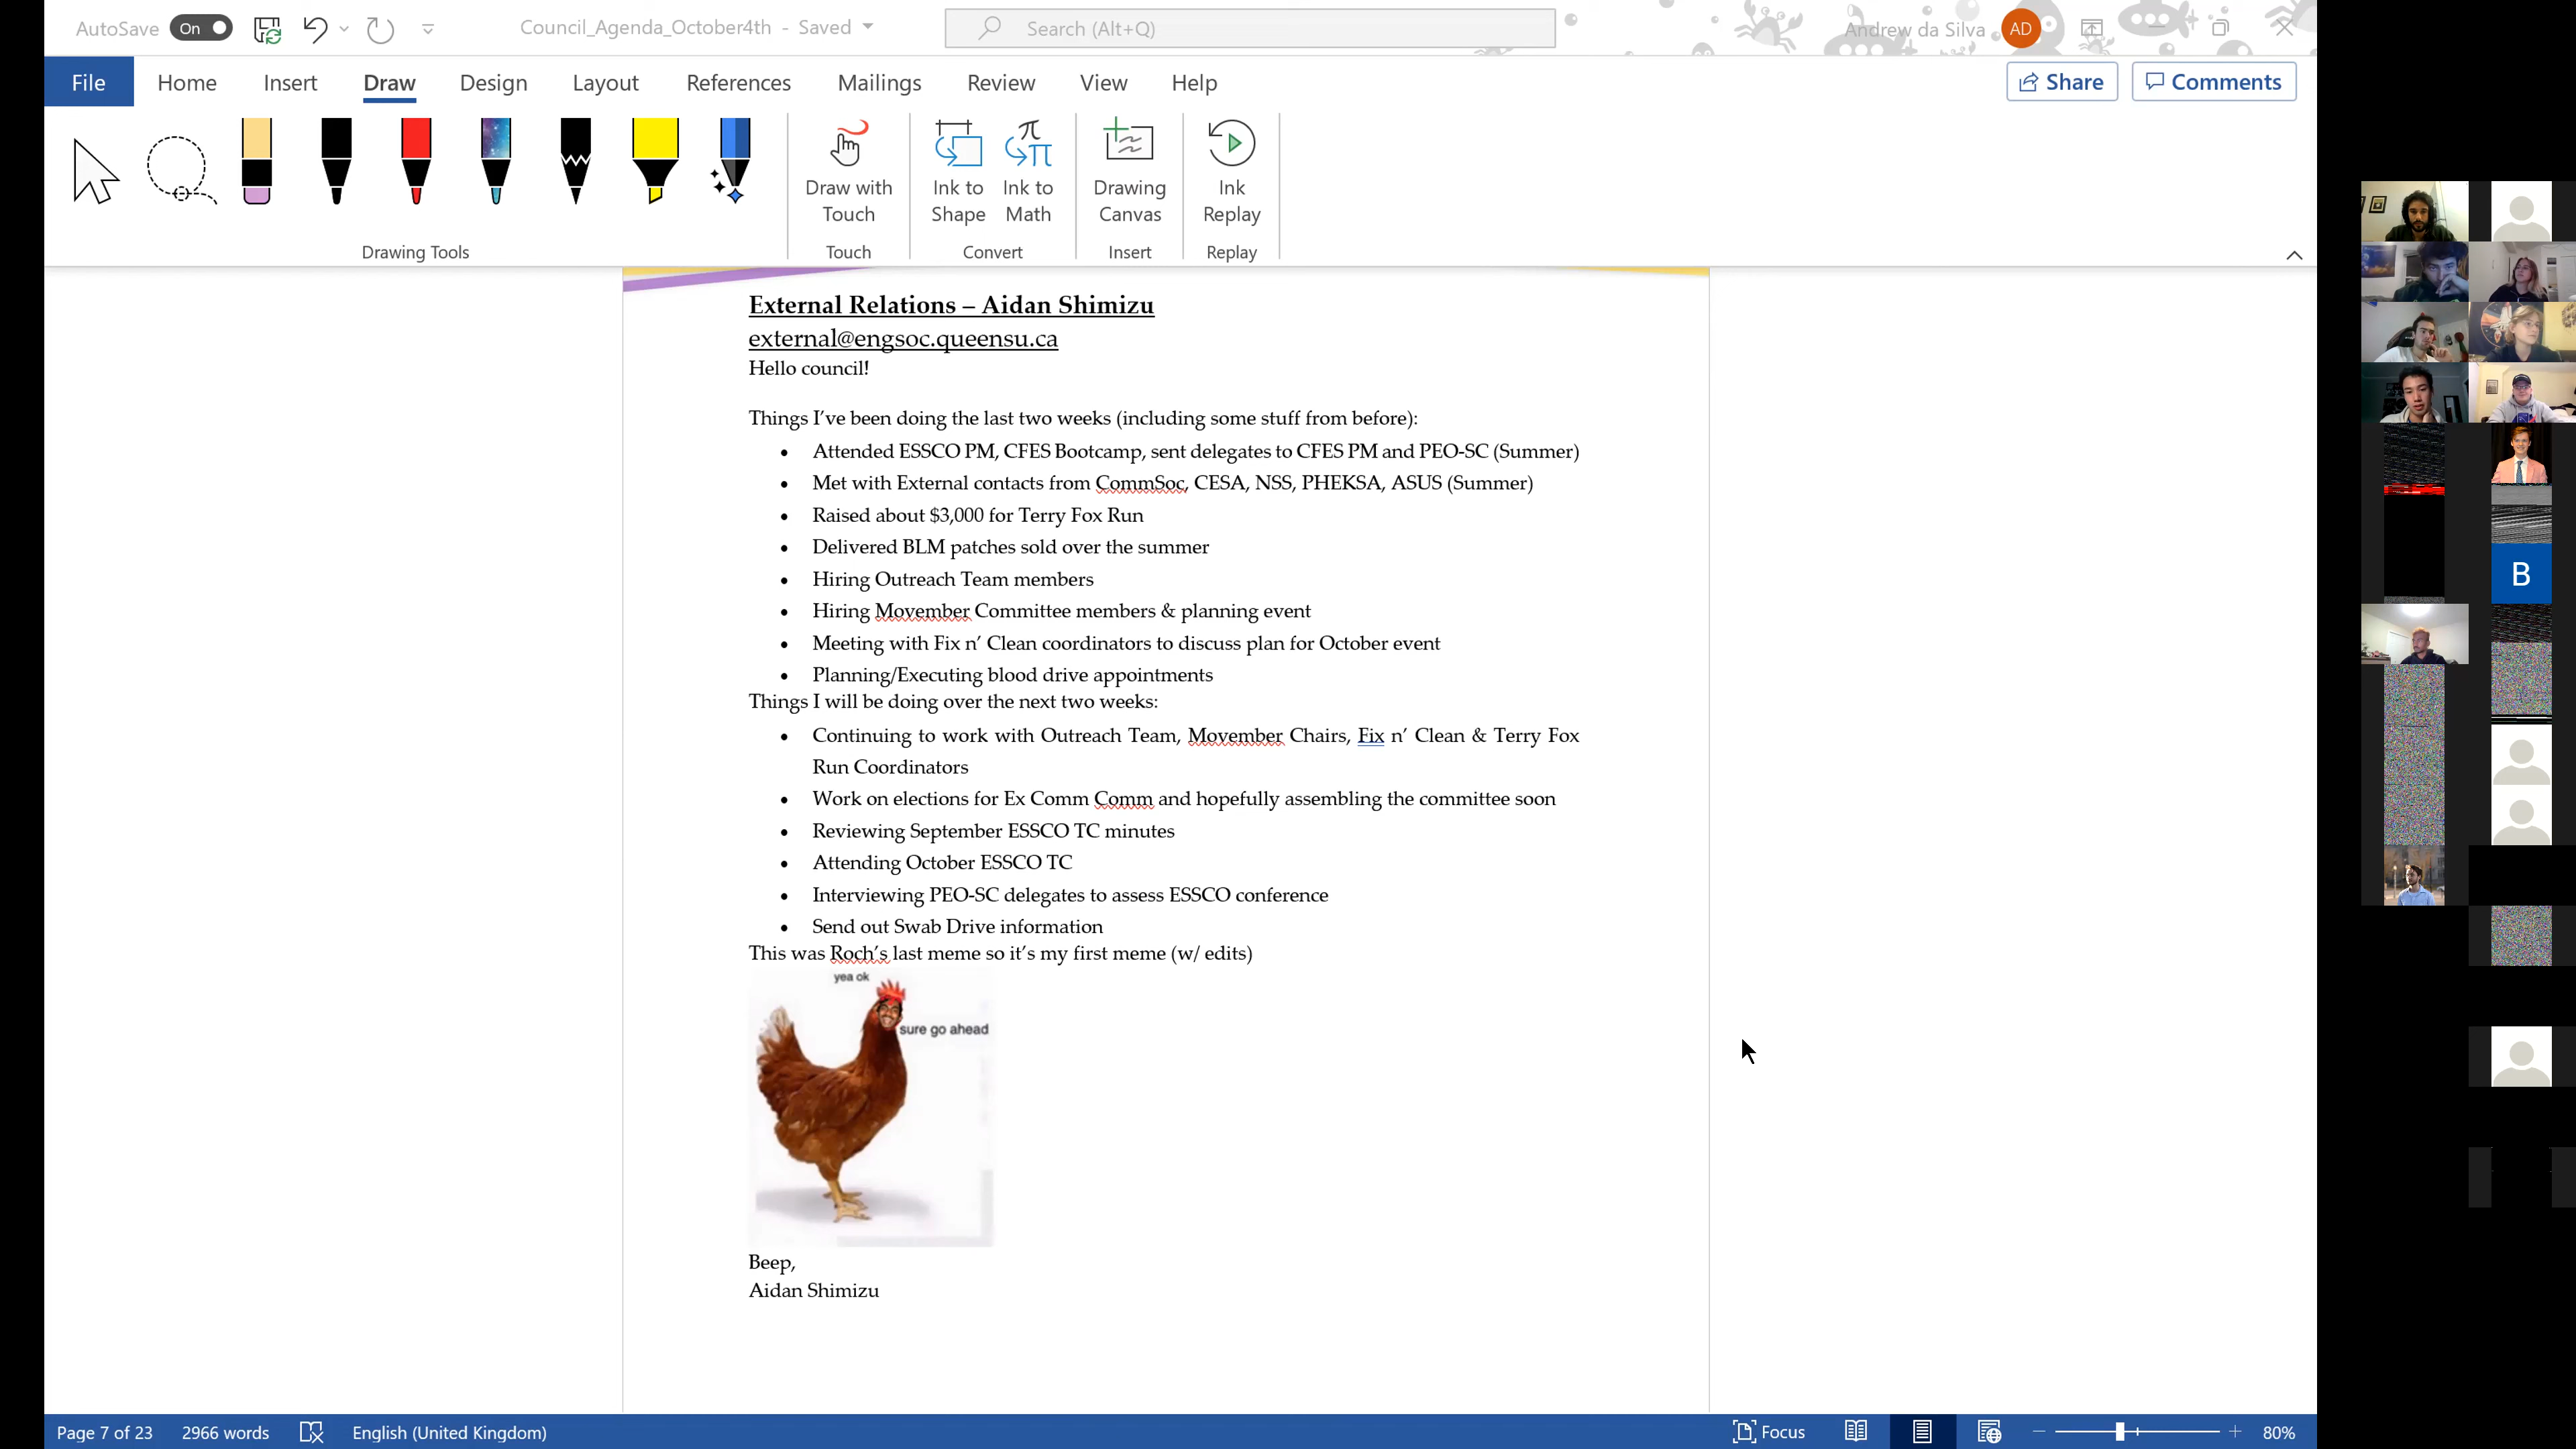 AutoSave On Council_Agenda_October4th - Saved Search (Alt+Q) Andrew da Silva AD
File Home Insert Draw Design Layout References Mailings Review View Help Share Comments
Draw with Touch
Ink to Shape
Ink to Math
Drawing Canvas
Ink Replay
Drawing Tools Touch Convert Insert Replay
External Relations – Aidan Shimizu
external@engsoc.queensu.ca
Hello council!
Things I've been doing the last two weeks (including some stuff from before):
• Attended ESSCO PM, CFES Bootcamp, sent delegates to CFES PM and PEO-SC (Summer)
• Met with External contacts from CommSoc, CESA, NSS, PHEKSA, ASUS (Summer)
• Raised about $3,000 for Terry Fox Run
• Delivered BLM patches sold over the summer
• Hiring Outreach Team members
• Hiring Movember Committee members & planning event
• Meeting with Fix n' Clean coordinators to discuss plan for October event
• Planning/Executing blood drive appointments
Things I will be doing over the next two weeks:
• Continuing to work with Outreach Team, Movember Chairs, Fix n' Clean & Terry Fox
Run Coordinators
• Work on elections for Ex Comm Comm and hopefully assembling the committee soon
• Reviewing September ESSCO TC minutes
• Attending October ESSCO TC
• Interviewing PEO-SC delegates to assess ESSCO conference
• Send out Swab Drive information
This was Roch's last meme so it's my first meme (w/ edits)
yea ok
sure go ahead
Beep,
Aidan Shimizu
B
Page 7 of 23 2966 words English (United Kingdom) Focus 80%